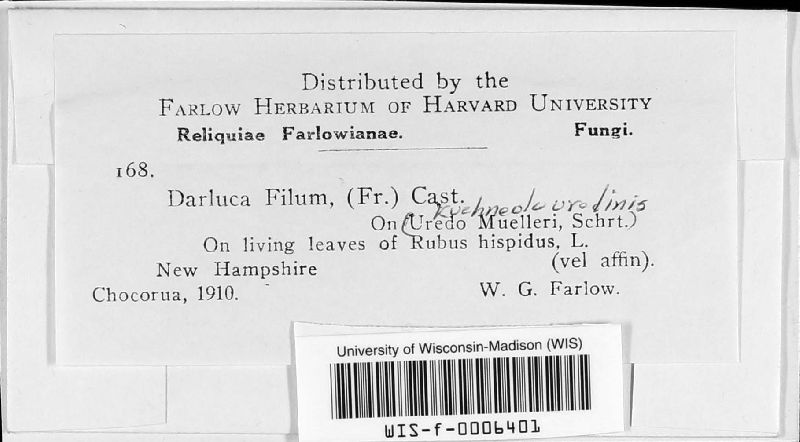 Distributed by the
FARLOW HERBARIUM OF HARVARD UNIVERSITY
Reliquiae Farlowianae. Fungi.
168.
Darluca Filum, (Fr.) Cast.
Kuehneola uredinis
On (Uredo Muelleri, Schrt.)
On living leaves of Rubus hispidus, L.
(vel affin).
New Hampshire
Chocorua, 1910. W. G. Farlow.
University of Wisconsin-Madison (WIS)
WIS-f-0006401